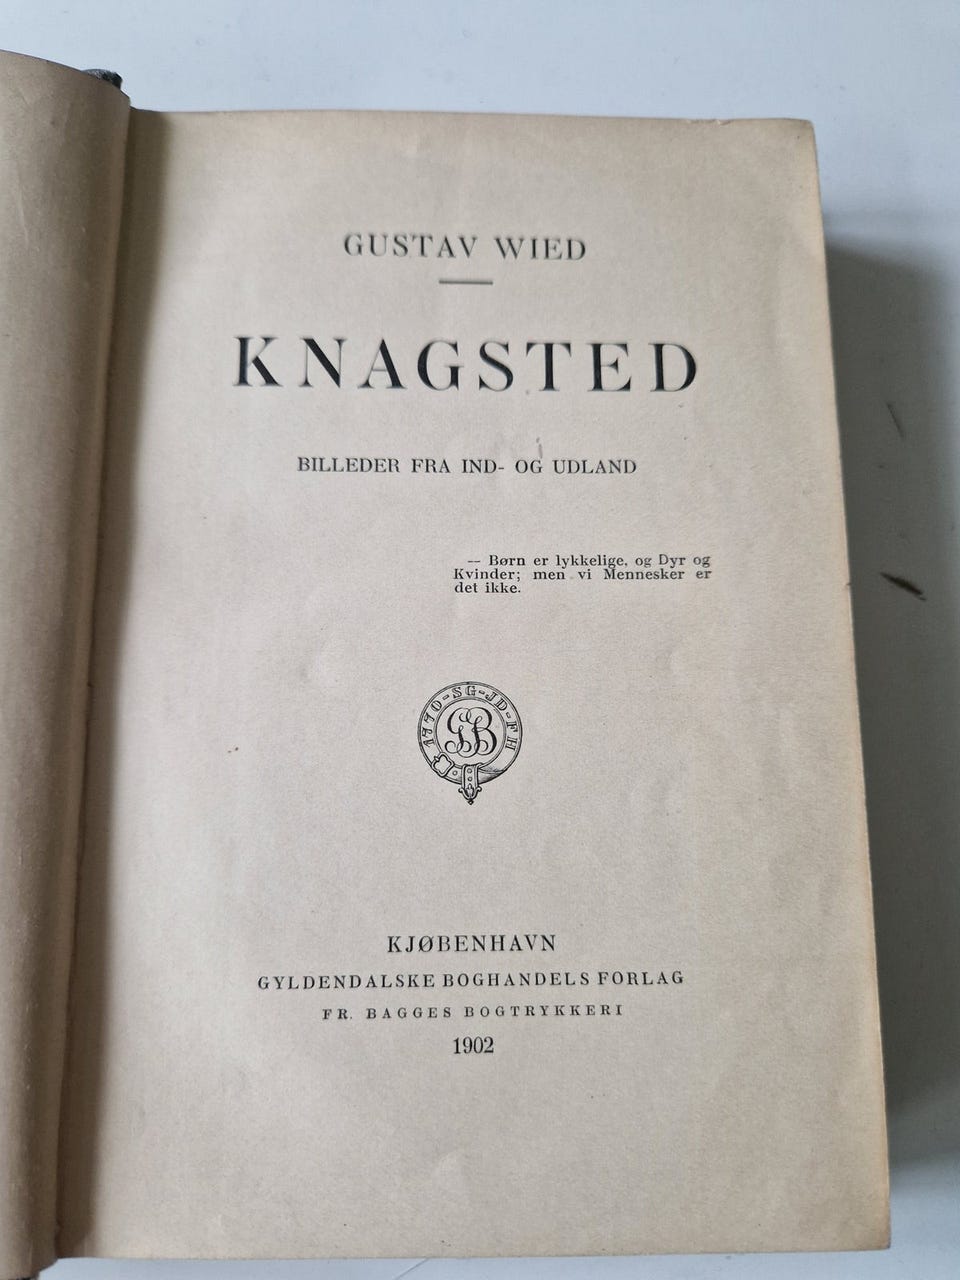 GUSTAV WIED
KNAGSTED
BILLEDER FRA IND- OG UDLAND
— Børn er lykkelige, og Dyr og
Kvinder; men vi Mennesker er
det ikke.
1770-SG-JD-FH
GB
KJØBENHAVN
GYLDENDALSKE BOGHANDELS FORLAG
FR. BAGGES BOGTRYKKERI
1902